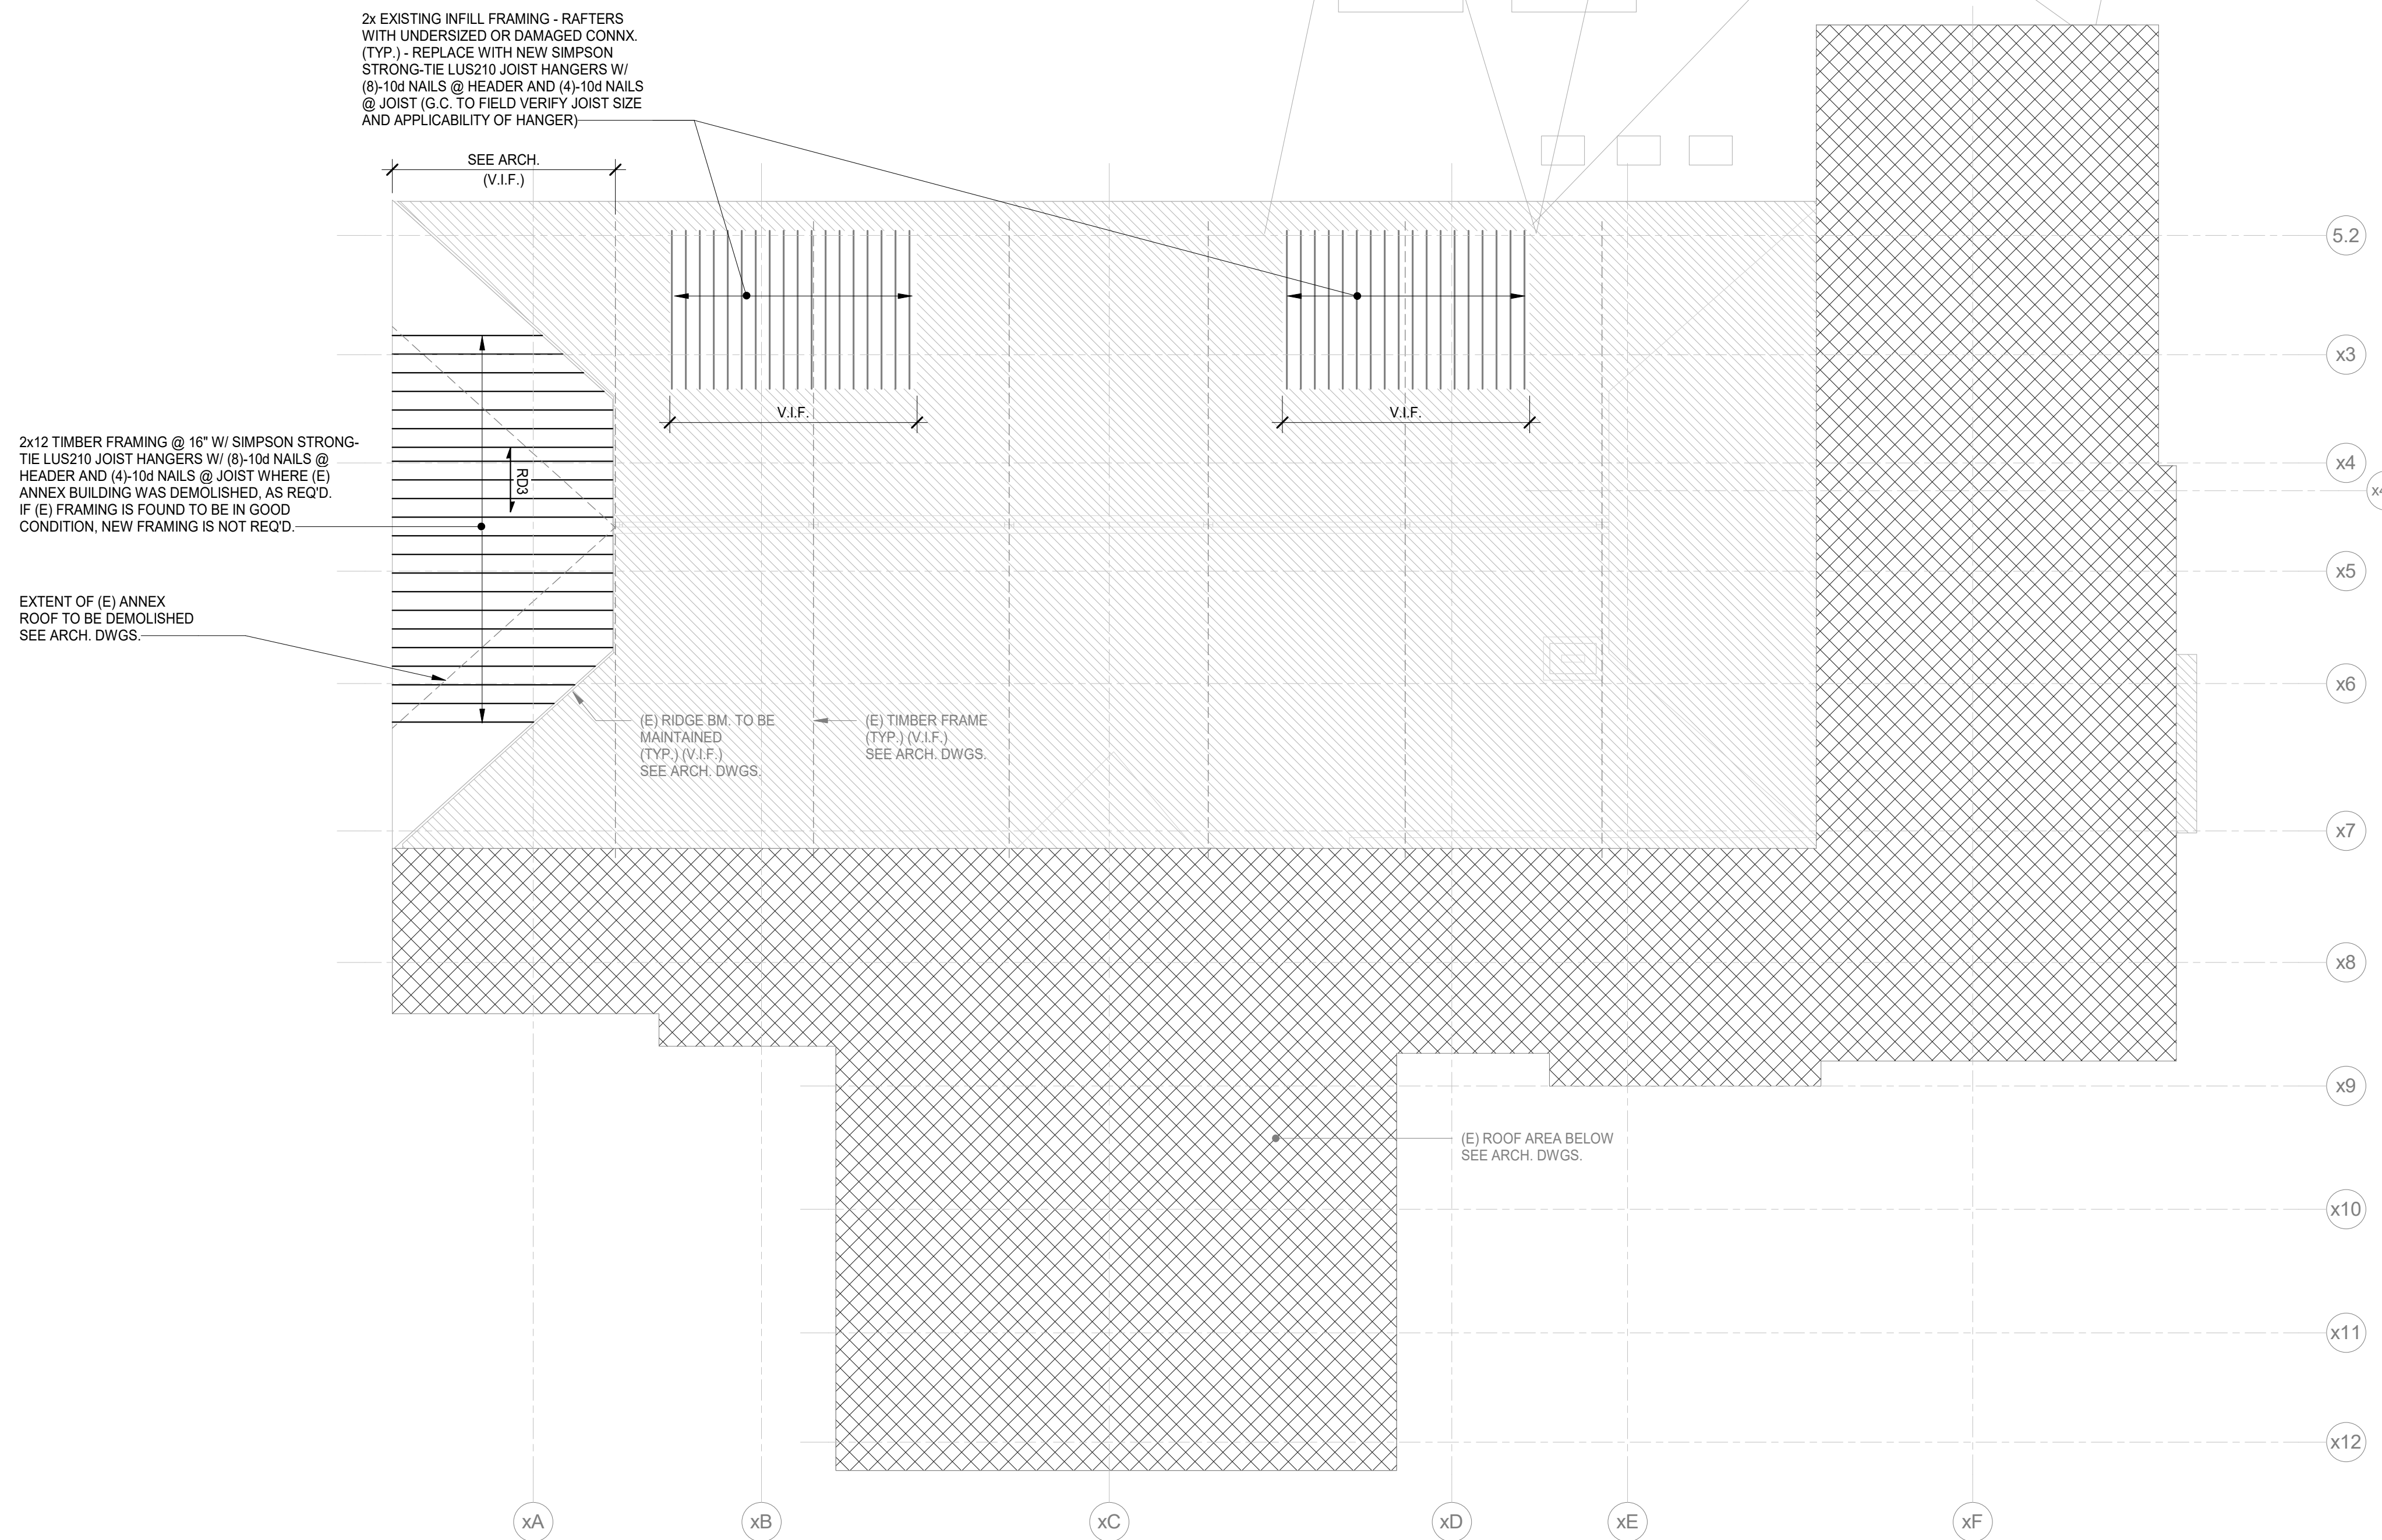 2x EXISTING INFILL FRAMING - RAFTERS
WITH UNDERSIZED OR DAMAGED CONNX.
(TYP.) - REPLACE WITH NEW SIMPSON
STRONG-TIE LUS210 JOIST HANGERS W/
(8)-10d NAILS @ HEADER AND (4)-10d NAILS
@ JOIST (G.C. TO FIELD VERIFY JOIST SIZE
AND APPLICABILITY OF HANGER)
SEE ARCH.
(V.I.F.)
5.2
x3
V.I.F.
V.I.F.
2x12 TIMBER FRAMING @ 16" W/ SIMPSON STRONG-
TIE LUS210 JOIST HANGERS W/ (8)-10d NAILS @
HEADER AND (4)-10d NAILS @ JOIST WHERE (E)
ANNEX BUILDING WAS DEMOLISHED, AS REQ'D.
IF (E) FRAMING IS FOUND TO BE IN GOOD
CONDITION, NEW FRAMING IS NOT REQ'D.
RD3
x4
x5
EXTENT OF (E) ANNEX
ROOF TO BE DEMOLISHED
SEE ARCH. DWGS.
x6
(E) RIDGE BM. TO BE
MAINTAINED
(TYP.) (V.I.F.)
SEE ARCH. DWGS.
(E) TIMBER FRAME
(TYP.) (V.I.F.)
SEE ARCH. DWGS.
x7
x8
x9
(E) ROOF AREA BELOW
SEE ARCH. DWGS.
x10
x11
x12
xA
xB
xC
xD
xE
xF